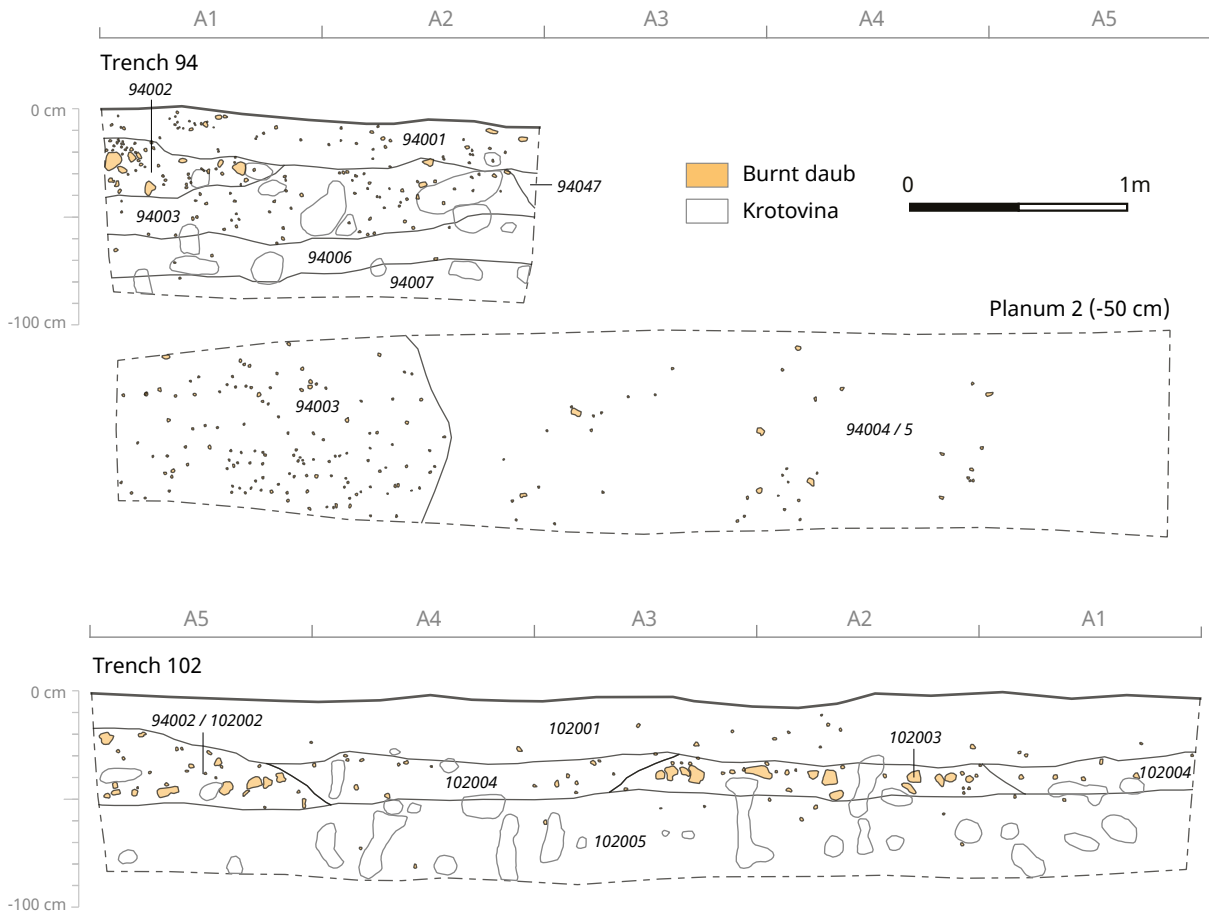 A1 A2 A3 A4 A5
Trench 94
94002
0 cm
94001
94047
94003
94006
94007
-100 cm
Burnt daub
Krotovina
0 1m
Planum 2 (-50 cm)
94003
94004 / 5
A5 A4 A3 A2 A1
Trench 102
0 cm
94002 / 102002
102001
102003
102004
102004
102005
-100 cm